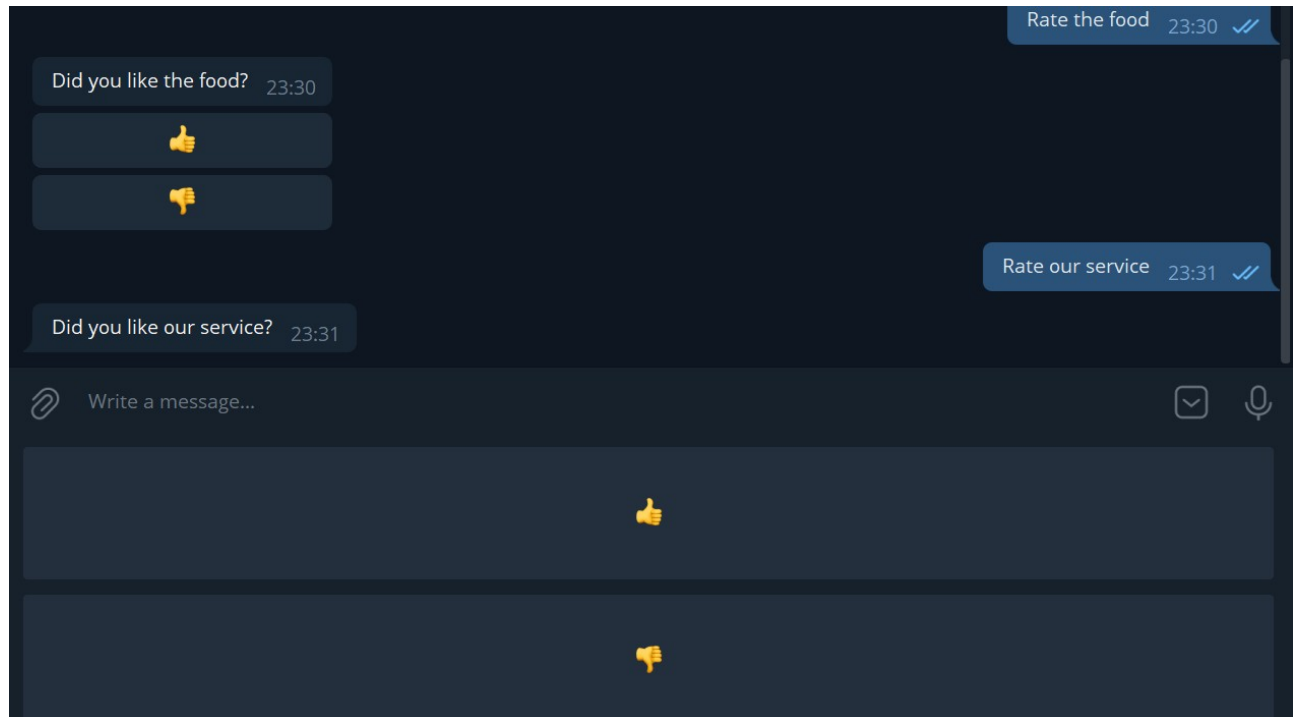 Rate the food 23:30
Did you like the food? 23:30
👍
👎
Rate our service 23:31
Did you like our service? 23:31
Write a message...
👍
👎